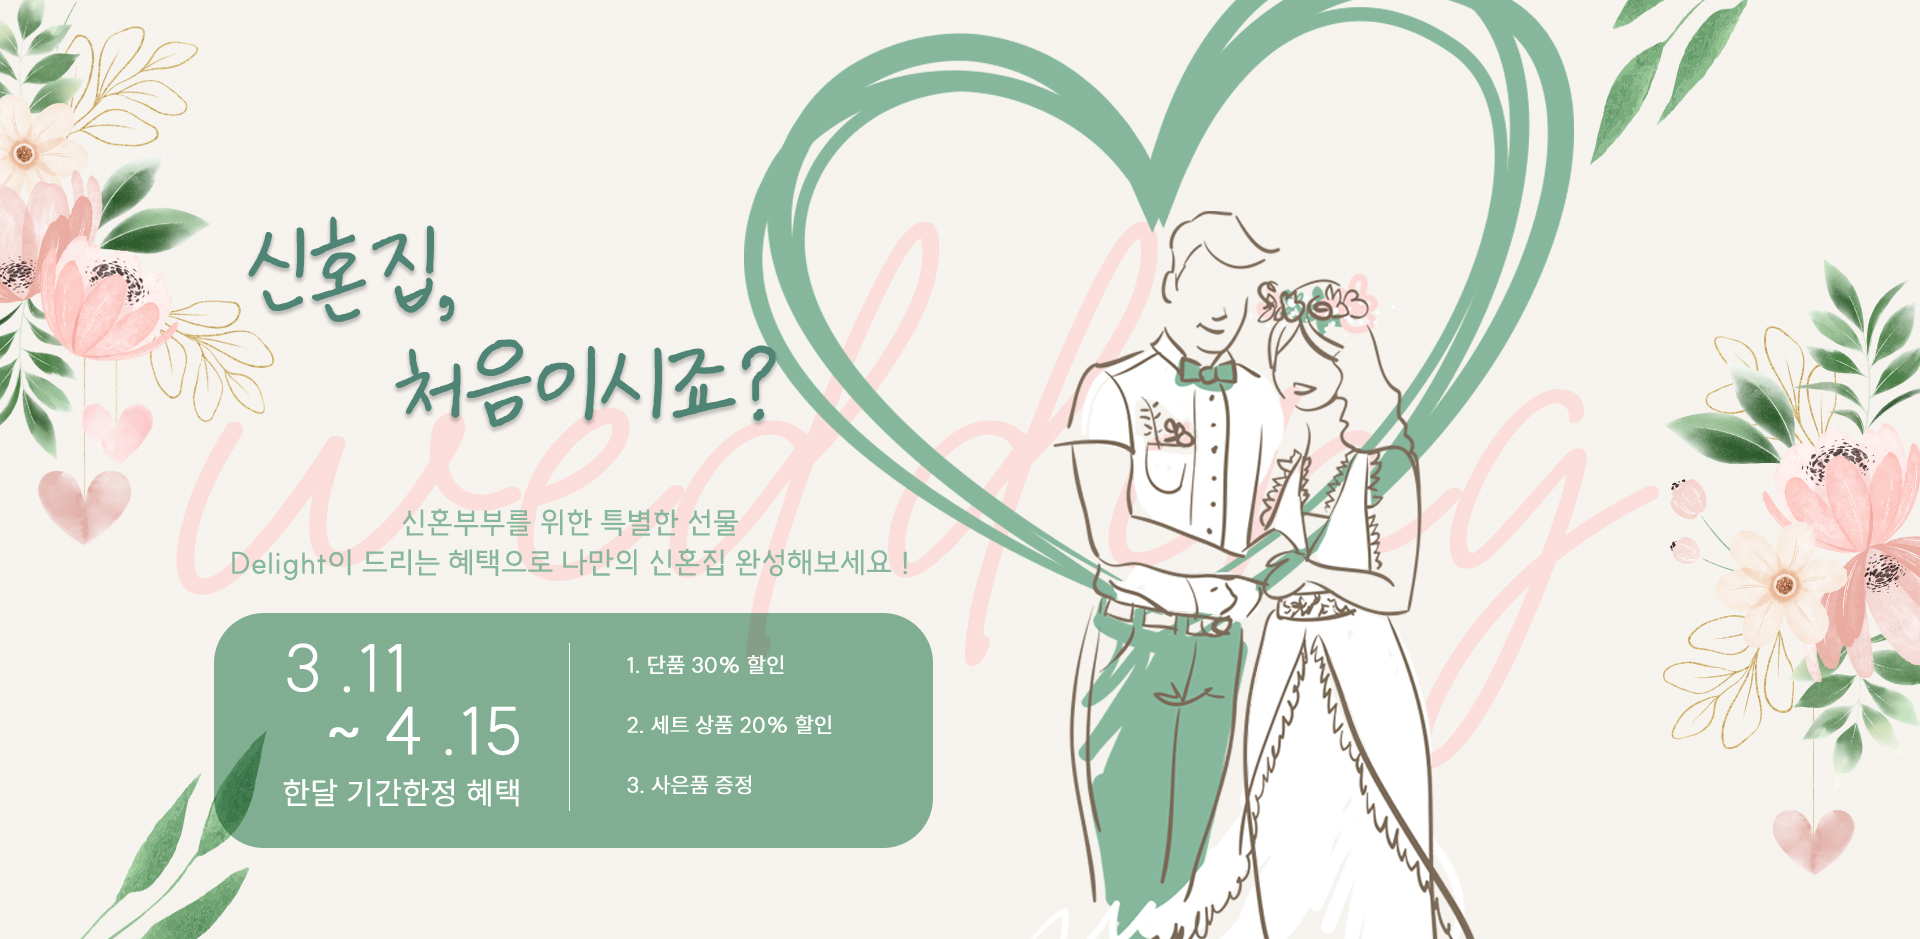 신혼집,
처음이시죠?
wedding
신혼부부를 위한 특별한 선물
Delight이 드리는 혜택으로 나만의 신혼집 완성해보세요 !
3 .11
~ 4 .15
한달 기간한정 혜택
1. 단품 30% 할인
2. 세트 상품 20% 할인
3. 사은품 증정